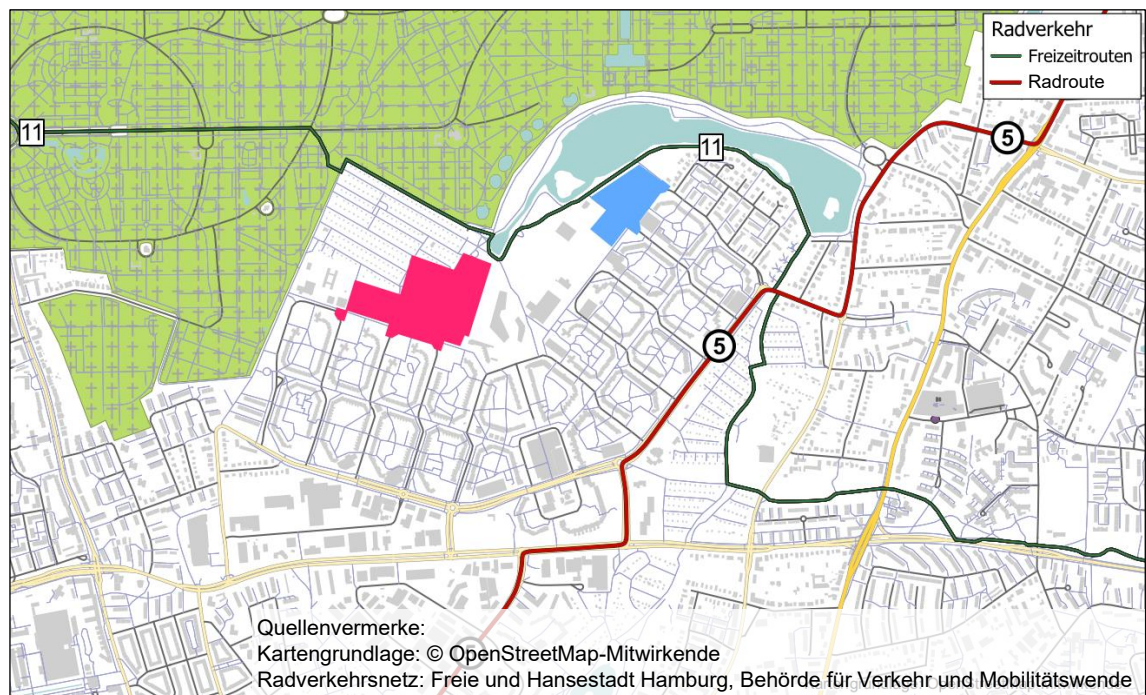 Radverkehr
Freizeitrouten
Radroute
11
11
5
5
Quellenvermerke:
Kartengrundlage: © OpenStreetMap-Mitwirkende
Radverkehrsnetz: Freie und Hansestadt Hamburg, Behörde für Verkehr und Mobilitätswende